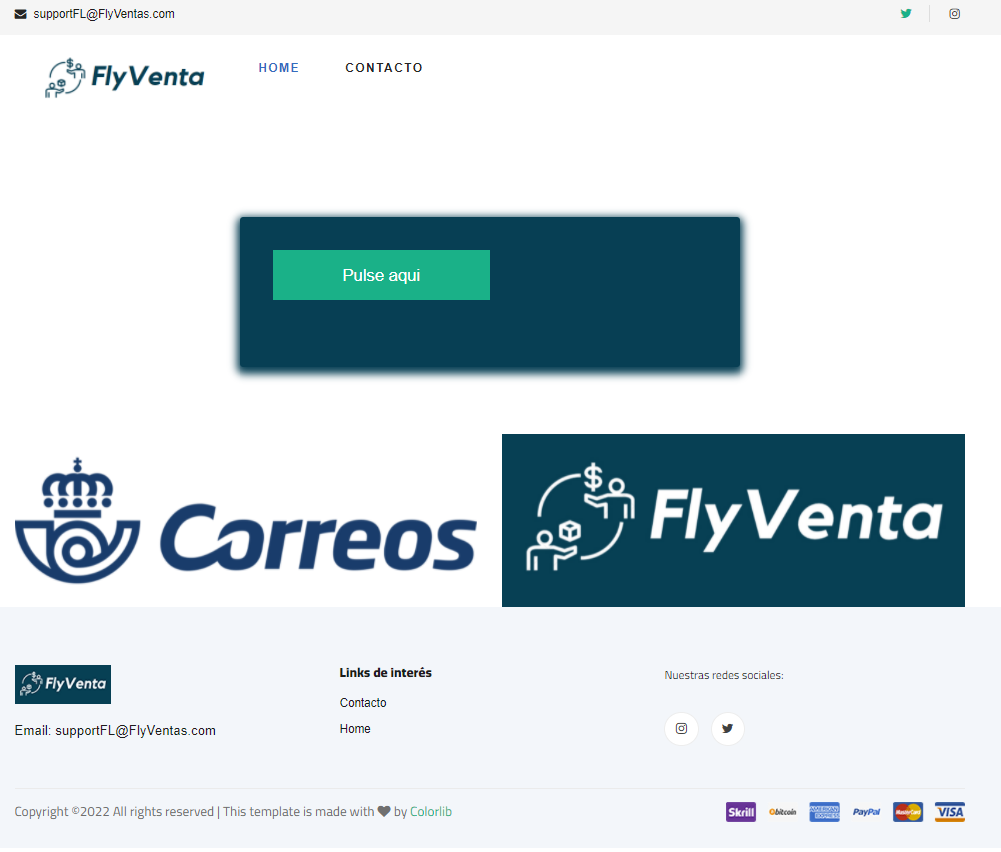 supportFL@FlyVentas.com
FlyVenta HOME CONTACTO
Pulse aqui
Correos
FlyVenta
FlyVenta
Email: supportFL@FlyVentas.com
Links de interés
Contacto
Home
Nuestras redes sociales:
Copyright ©2022 All rights reserved | This template is made with by Colorlib
Skrill bitcoin AMERICAN EXPRESS PayPal MasterCard VISA